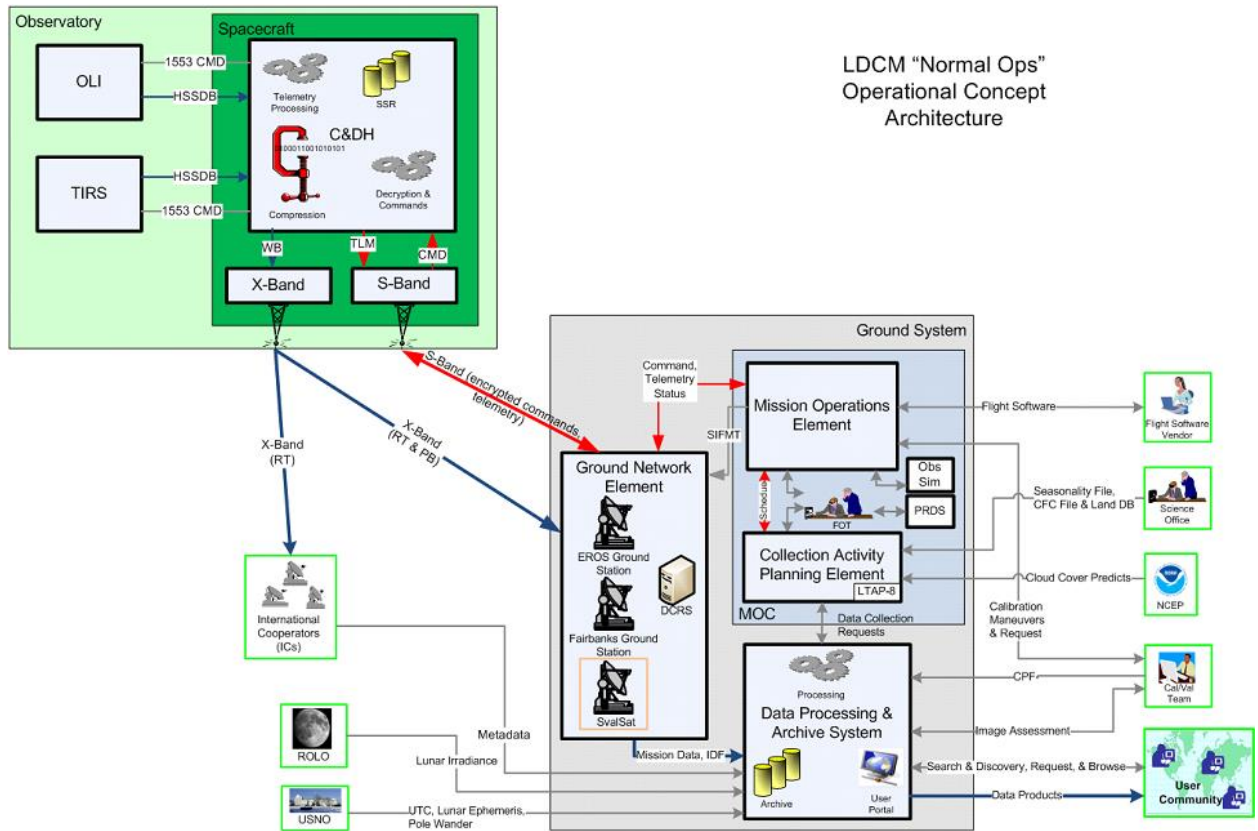 Observatory
Spacecraft
OLI
1553 CMD
HSSDB
Telemetry
Processing
SSR
C&DH
0100011001010101
TIRS
HSSDB
1553 CMD
Compression
Decryption &
Commands
WB
TLM
CMD
X-Band
S-Band
LDCM “Normal Ops”
Operational Concept
Architecture
S-Band (encrypted commands,
telemetry)
X-Band
(RT & PB)
X-Band
(RT)
Ground System
Command,
Telemetry
Status
SIFMT
Mission Operations
Element
Obs
Sim
PRDS
FOT
Schedule
Collection Activity
Planning Element
LTAP-8
MOC
Ground Network
Element
EROS Ground
Station
DCRS
Fairbanks Ground
Station
SvalSat
Data Collection
Requests
Processing
Data Processing &
Archive System
Archive
User
Portal
Mission Data, IDF
Flight Software
Flight Software
Vendor
Seasonality File,
CFC File & Land DB
Science
Office
Cloud Cover Predicts
NCEP
Calibration
Maneuvers
& Request
CPF
Cal/Val
Team
Image Assessment
Search & Discovery, Request, & Browse
Data Products
User
Community
International
Cooperators
(ICs)
Metadata
ROLO
Lunar Irradiance
USNO
UTC, Lunar Ephemeris,
Pole Wander